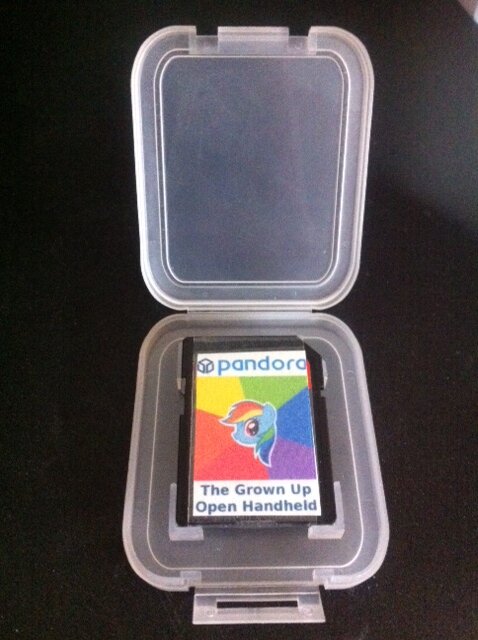 pandora
The Grown Up
Open Handheld